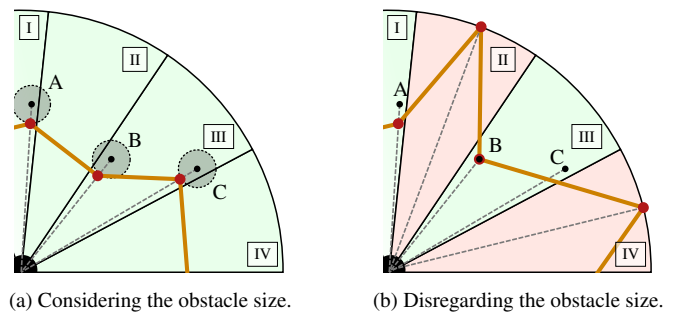 I
II
A
B
III
C
IV
(a) Considering the obstacle size.
I
II
A
B
III
C
IV
(b) Disregarding the obstacle size.